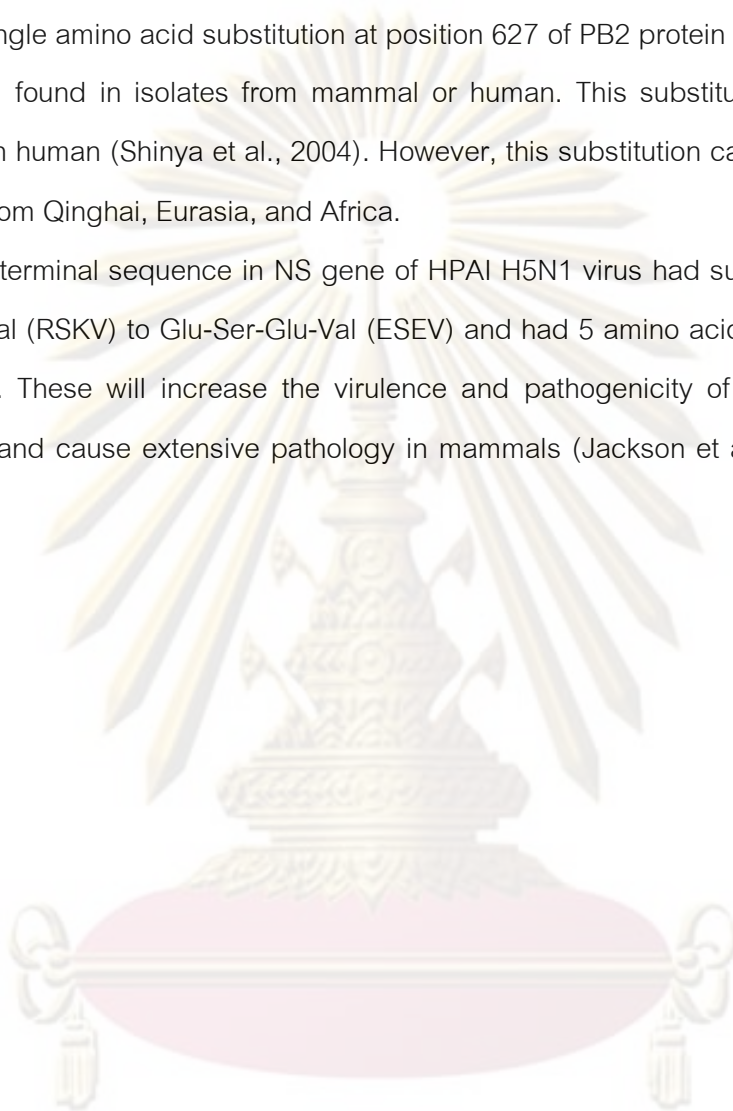 ngle amino acid substitution at position 627 of PB2 protein
found in isolates from mammal or human. This substitu
human (Shinya et al., 2004). However, this substitution ca
om Qinghai, Eurasia, and Africa.
terminal sequence in NS gene of HPAI H5N1 virus had su
al (RSKV) to Glu-Ser-Glu-Val (ESEV) and had 5 amino acid
These will increase the virulence and pathogenicity of
and cause extensive pathology in mammals (Jackson et a